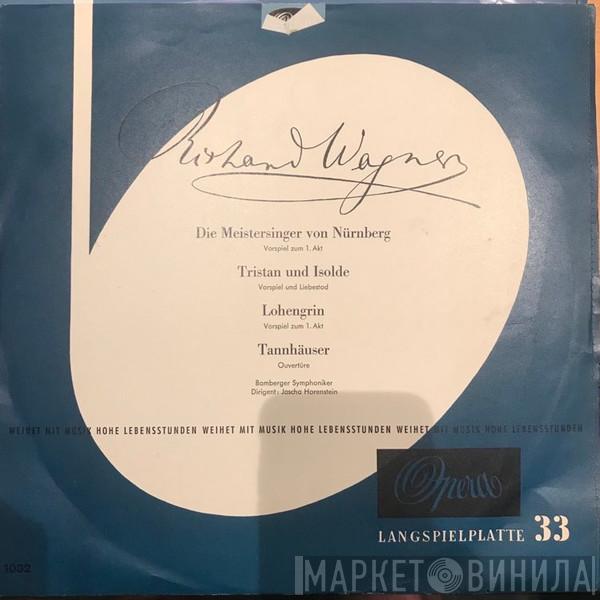 Richard Wagner
Die Meistersinger von Nürnberg
Vorspiel zum 1. Akt
Tristan und Isolde
Vorspiel und Liebestod
Lohengrin
Vorspiel zum 1. Akt
Tannhäuser
Ouvertüre
Bamberger Symphoniker
Dirigent: Jascha Horenstein
WEIHET MIT MUSIK HOHE LEBENSSTUNDEN WEIHET MIT MUSIK HOHE LEBENSSTUNDEN WEIHET MIT MUSIK HOHE LEBENSSTUNDEN
Opera
LANGSPIELPLATTE 33
1032
МАРКЕТ ВИНИЛА